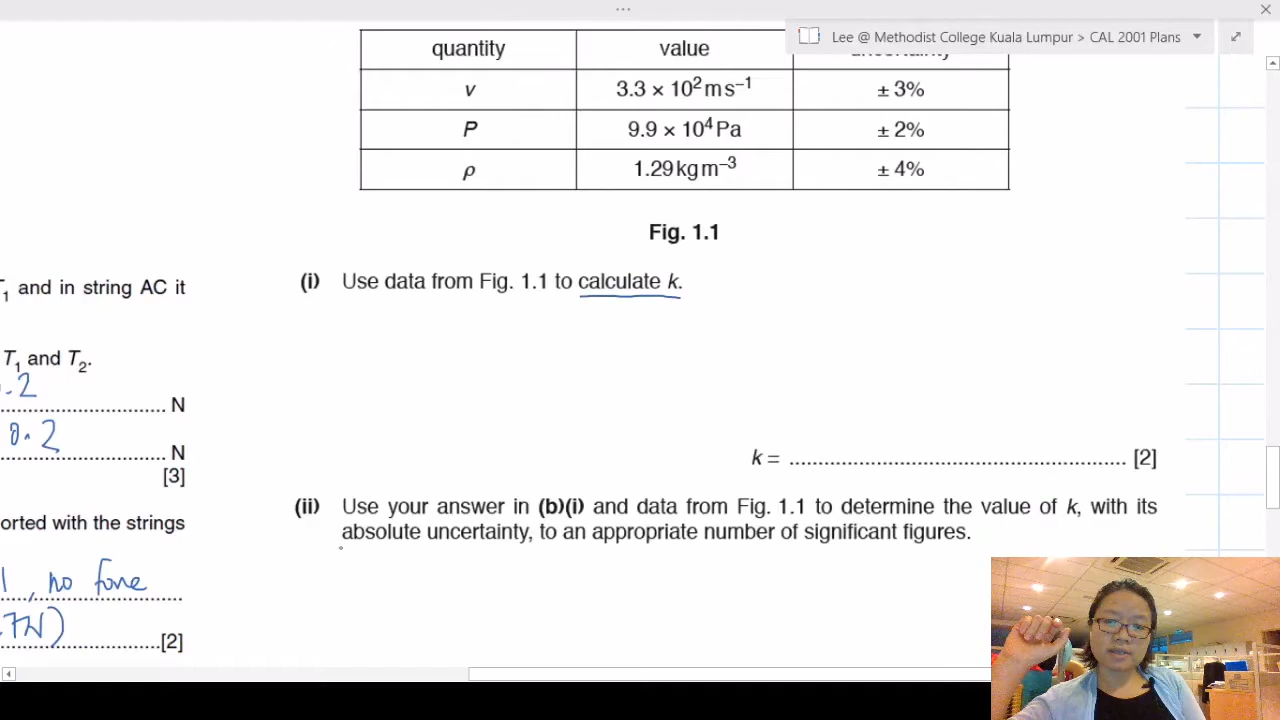 Lee @ Methodist College Kuala Lumpur > CAL 2001 Plans
quantity value
v 3.3 × 10² m s⁻¹ ± 3%
P 9.9 × 10⁴ Pa ± 2%
ρ 1.29 kg m⁻³ ± 4%
Fig. 1.1
(i) Use data from Fig. 1.1 to calculate k.
k = .......................................................... [2]
(ii) Use your answer in (b)(i) and data from Fig. 1.1 to determine the value of k, with its
absolute uncertainty, to an appropriate number of significant figures.
and in string AC it
T₁ and T₂.
.2
............................ N
0.2
............................ N
[3]
orted with the strings
, no force
7N)
............................[2]